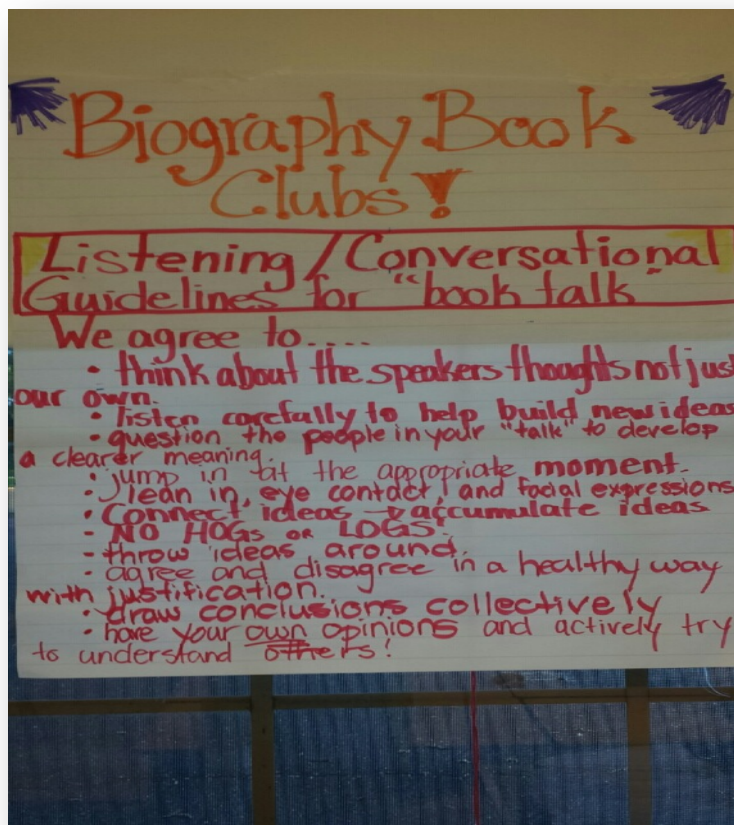 Biography Book
Clubs!
Listening/Conversational
Guidelines for "book talk"
We agree to.....
• think about the speakers thoughts not just
our own.
• listen carefully to help build new ideas
• question the people in your "talk" to develop
a clearer meaning.
• jump in at the appropriate moment.
• lean in, eye contact, and facial expressions
• Connect ideas → accumulate ideas
• NO HOGs or LOGS.
• throw ideas around.
• agree and disagree in a healthy way
with justification.
• draw conclusions collectively
• have your own opinions and actively try
to understand others!